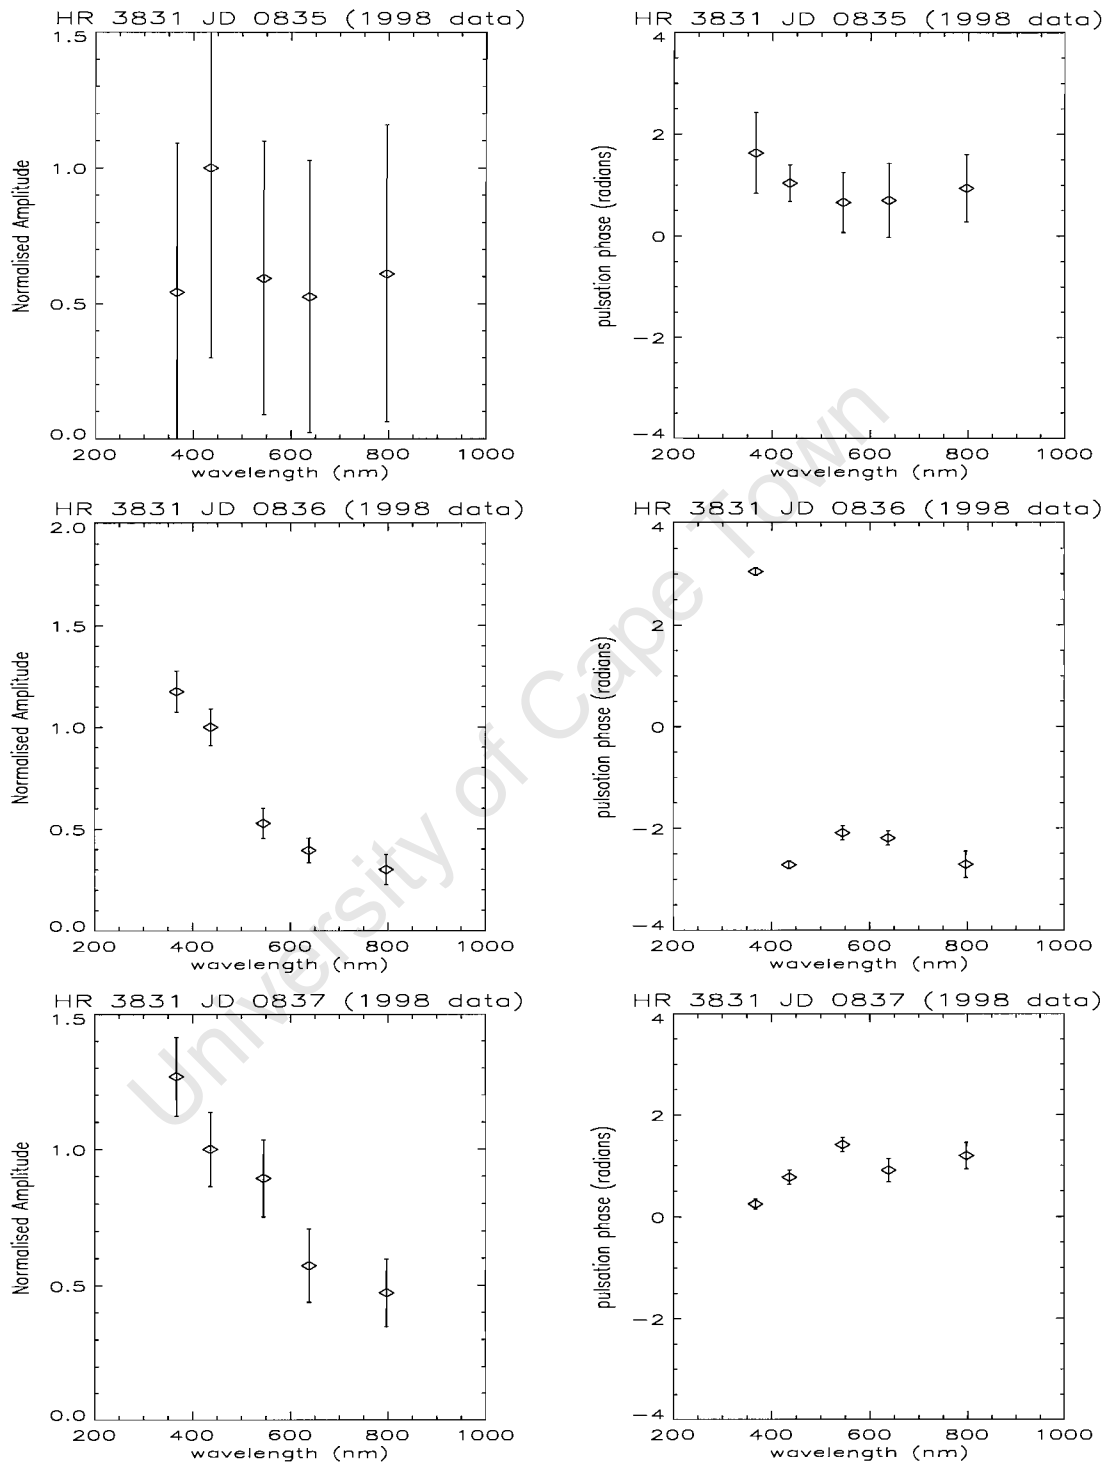 HR 3831 JD 0835 (1998 data)
1.5
1.0
0.5
0.0
Normalised Amplitude
200 400 600 800 1000
wavelength (nm)
HR 3831 JD 0835 (1998 data)
4
2
0
−2
−4
pulsation phase (radians)
200 400 600 800 1000
wavelength (nm)
HR 3831 JD 0836 (1998 data)
2.0
1.5
1.0
0.5
0.0
Normalised Amplitude
200 400 600 800 1000
wavelength (nm)
HR 3831 JD 0836 (1998 data)
4
2
0
−2
−4
pulsation phase (radians)
200 400 600 800 1000
wavelength (nm)
HR 3831 JD 0837 (1998 data)
1.5
1.0
0.5
0.0
Normalised Amplitude
200 400 600 800 1000
wavelength (nm)
HR 3831 JD 0837 (1998 data)
4
2
0
−2
−4
pulsation phase (radians)
200 400 600 800 1000
wavelength (nm)
University of Cape Town